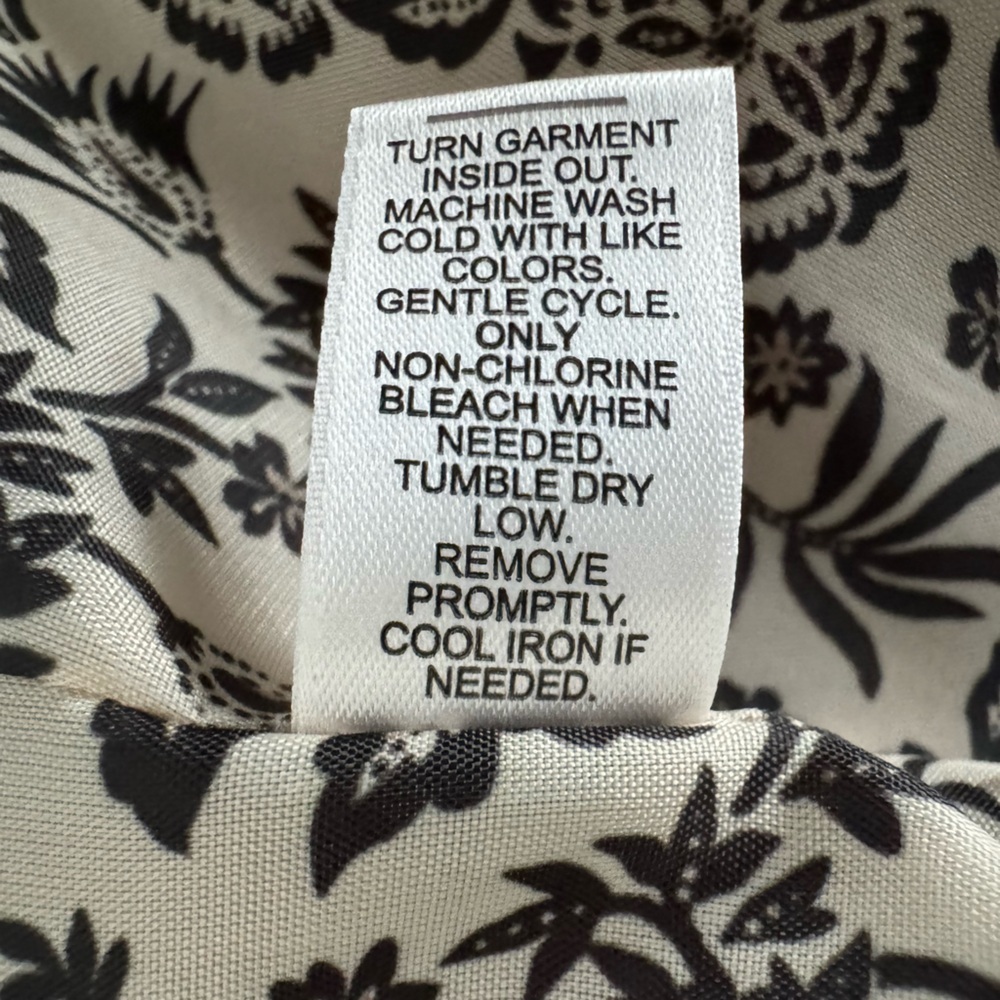 TURN GARMENT
INSIDE OUT.
MACHINE WASH
COLD WITH LIKE
COLORS.
GENTLE CYCLE.
ONLY
NON-CHLORINE
BLEACH WHEN
NEEDED.
TUMBLE DRY
LOW.
REMOVE
PROMPTLY.
COOL IRON IF
NEEDED.